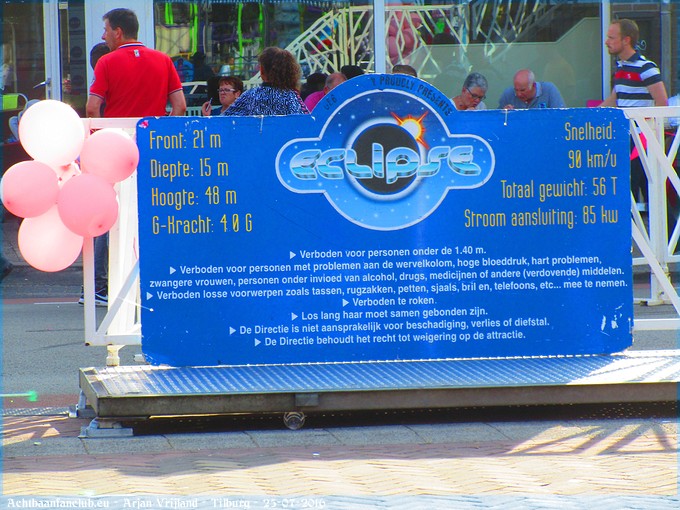 & PROUDLY PRESENTS
ECLIPSE
Front: 21 m
Diepte: 15 m
Hoogte: 48 m
G-Kracht: 4 0 G
Snelheid:
90 km/u
Totaal gewicht: 56 T
Stroom aansluiting: 85 kw
▶ Verboden voor personen onder de 1.40 m.
▶ Verboden voor personen met problemen aan de wervelkolom, hoge bloeddruk, hart problemen,
zwangere vrouwen, personen onder invloed van alcohol, drugs, medicijnen of andere (verdovende) middelen.
▶ Verboden losse voorwerpen zoals tassen, rugzakken, petten, sjaals, bril en, telefoons, etc... mee te nemen.
▶ Verboden te roken.
▶ Los lang haar moet samen gebonden zijn.
▶ De Directie is niet aansprakelijk voor beschadiging, verlies of diefstal.
▶ De Directie behoudt het recht tot weigering op de attractie.
Achtbaanfanclub.eu - Arjan Vrijland - Tilburg - 23-07-2016